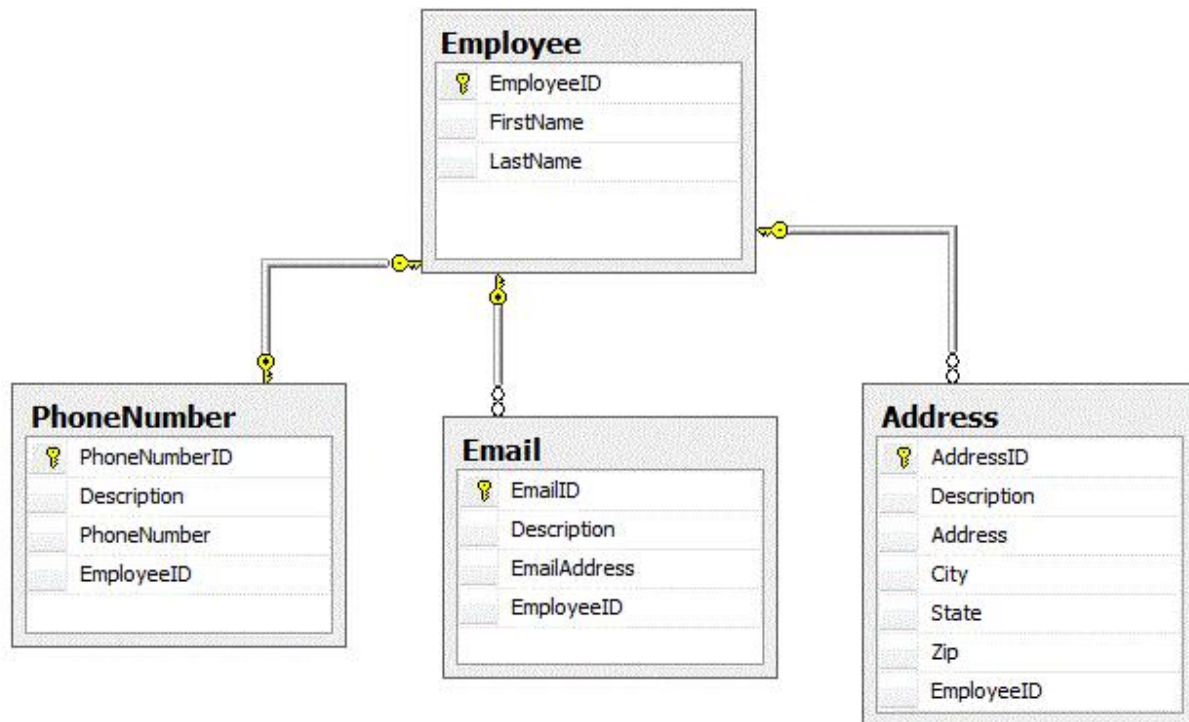 Employee
EmployeeID
FirstName
LastName
PhoneNumber
PhoneNumberID
Description
PhoneNumber
EmployeeID
Email
EmailID
Description
EmailAddress
EmployeeID
Address
AddressID
Description
Address
City
State
Zip
EmployeeID